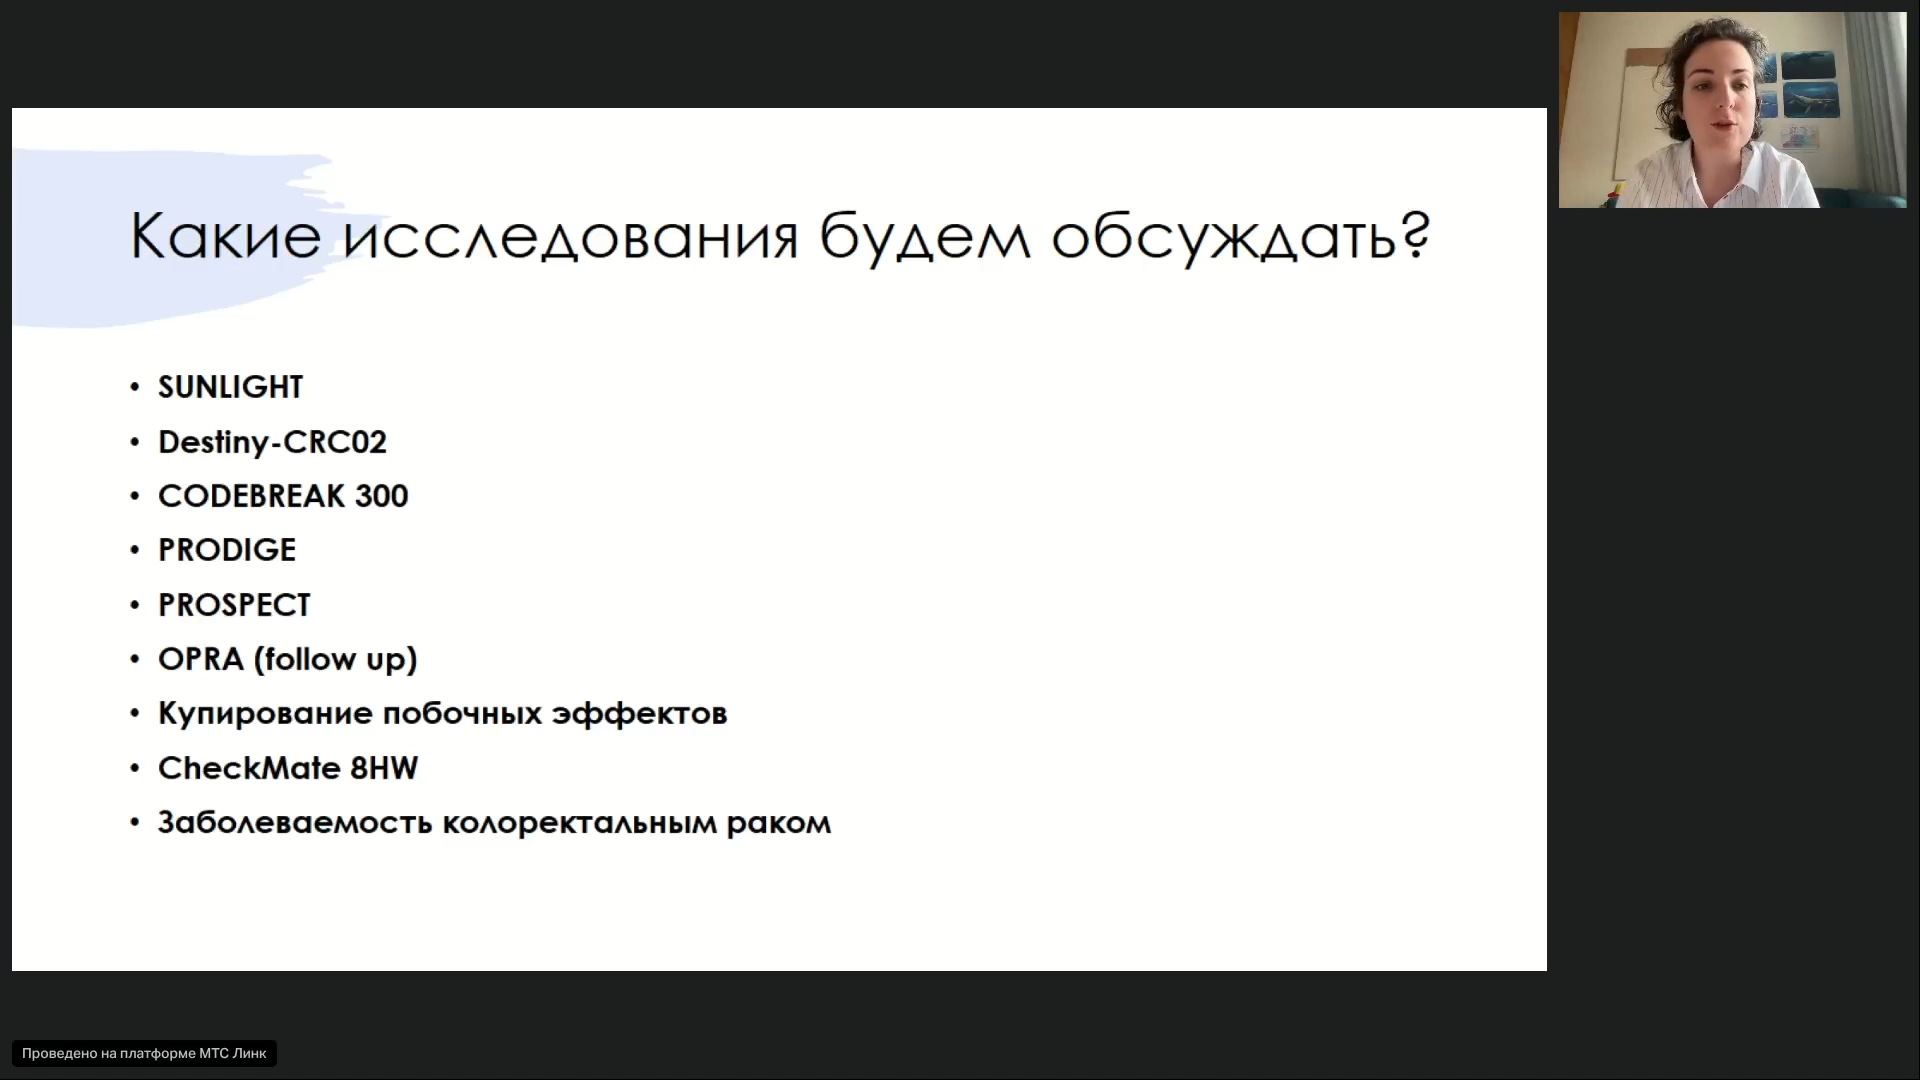 Какие исследования будем обсуждать?
• SUNLIGHT
• Destiny-CRC02
• CODEBREAK 300
• PRODIGE
• PROSPECT
• OPRA (follow up)
• Купирование побочных эффектов
• CheckMate 8HW
• Заболеваемость колоректальным раком
Проведено на платформе МТС Линк